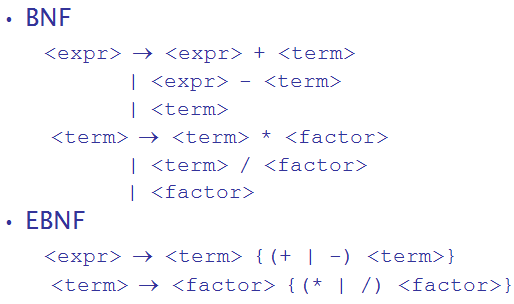 • BNF
<expr> → <expr> + <term>
| <expr> - <term>
| <term>
<term> → <term> * <factor>
| <term> / <factor>
| <factor>
• EBNF
<expr> → <term> {(+ | -) <term>}
<term> → <factor> {(* | /) <factor>}